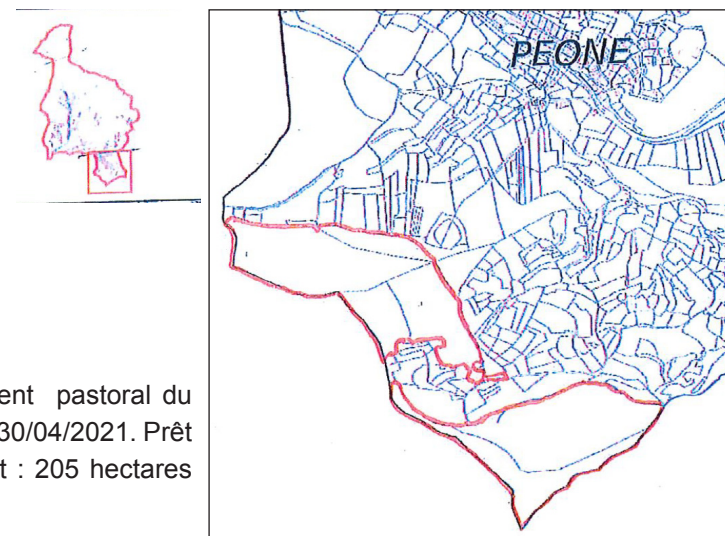 PEONE
ent pastoral du
30/04/2021. Prêt
t : 205 hectares